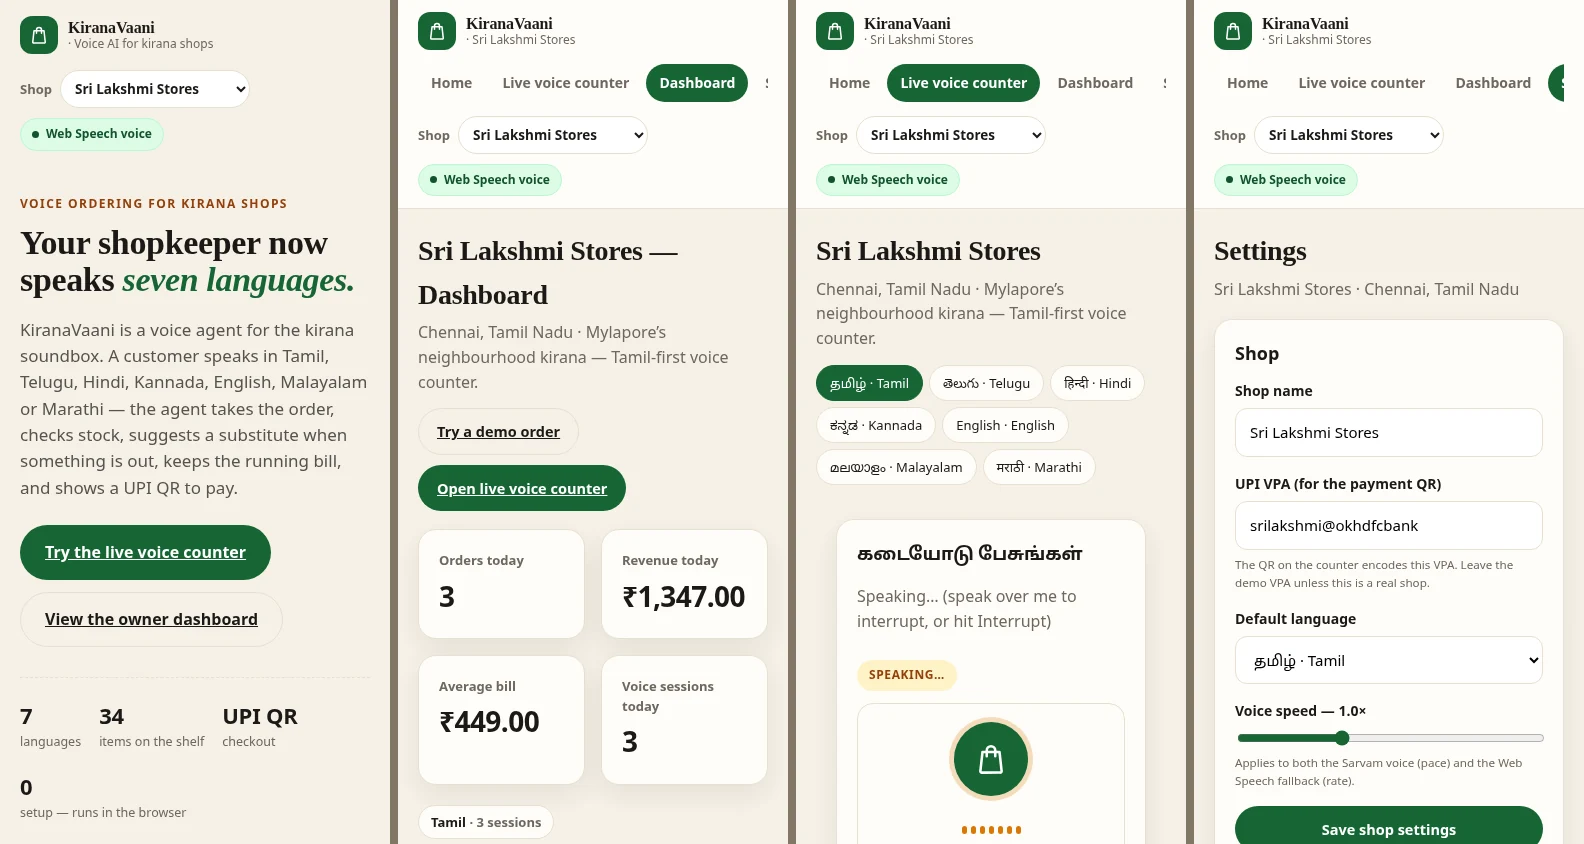 KiranaVaani
· Voice AI for kirana shops
Shop
Sri Lakshmi Stores
Web Speech voice
VOICE ORDERING FOR KIRANA SHOPS
Your shopkeeper now
speaks seven languages.
KiranaVaani is a voice agent for the kirana
soundbox. A customer speaks in Tamil,
Telugu, Hindi, Kannada, English, Malayalam
or Marathi — the agent takes the order,
checks stock, suggests a substitute when
something is out, keeps the running bill,
and shows a UPI QR to pay.
Try the live voice counter
View the owner dashboard
7
languages
34
items on the shelf
UPI QR
checkout
0
setup — runs in the browser
KiranaVaani
· Sri Lakshmi Stores
Home
Live voice counter
Dashboard
Shop
Sri Lakshmi Stores
Web Speech voice
Sri Lakshmi Stores —
Dashboard
Chennai, Tamil Nadu · Mylapore’s
neighbourhood kirana — Tamil-first voice
counter.
Try a demo order
Open live voice counter
Orders today
3
Revenue today
₹1,347.00
Average bill
₹449.00
Voice sessions
today
3
Tamil · 3 sessions
KiranaVaani
· Sri Lakshmi Stores
Home
Live voice counter
Dashboard
Shop
Sri Lakshmi Stores
Web Speech voice
Sri Lakshmi Stores
Chennai, Tamil Nadu · Mylapore’s
neighbourhood kirana — Tamil-first voice
counter.
தமிழ் · Tamil
తెలుగు · Telugu
हिन्दी · Hindi
ಕನ್ನಡ · Kannada
English · English
മലയാളം · Malayalam
मराठी · Marathi
கடையோடு பேசுங்கள்
Speaking… (speak over me to
interrupt, or hit Interrupt)
SPEAKING…
KiranaVaani
· Sri Lakshmi Stores
Home
Live voice counter
Dashboard
Shop
Sri Lakshmi Stores
Web Speech voice
Settings
Sri Lakshmi Stores · Chennai, Tamil Nadu
Shop
Shop name
Sri Lakshmi Stores
UPI VPA (for the payment QR)
srilakshmi@okhdfcbank
The QR on the counter encodes this VPA. Leave the
demo VPA unless this is a real shop.
Default language
தமிழ் · Tamil
Voice speed — 1.0×
Applies to both the Sarvam voice (pace) and the Web
Speech fallback (rate).
Save shop settings